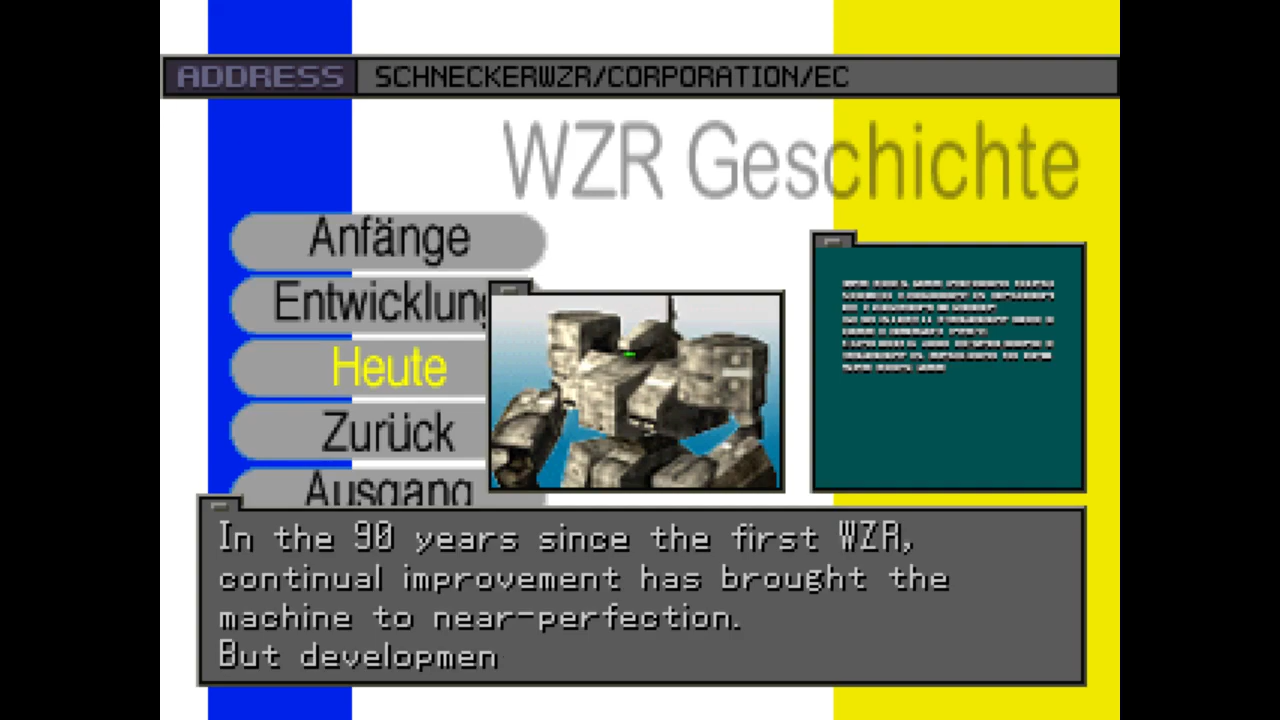 ADDRESS SCHNECKERWZR/CORPORATION/EC
WZR Geschichte
Anfänge
Entwicklung
Heute
Zurück
Ausgang
In the 90 years since the first WZR,
continual improvement has brought the
machine to near-perfection.
But developmen